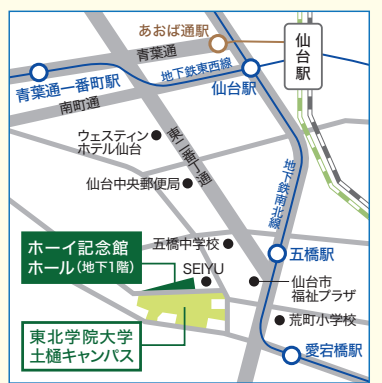 あおば通駅
仙台駅
青葉通
地下鉄東西線
青葉通一番町駅
仙台駅
南町通
ウェスティン
ホテル仙台
東二番丁通
仙台中央郵便局
地下鉄南北線
ホーイ記念館
ホール（地下1階）
五橋中学校
SEIYU
五橋駅
仙台市
福祉プラザ
荒町小学校
東北学院大学
土樋キャンパス
愛宕橋駅